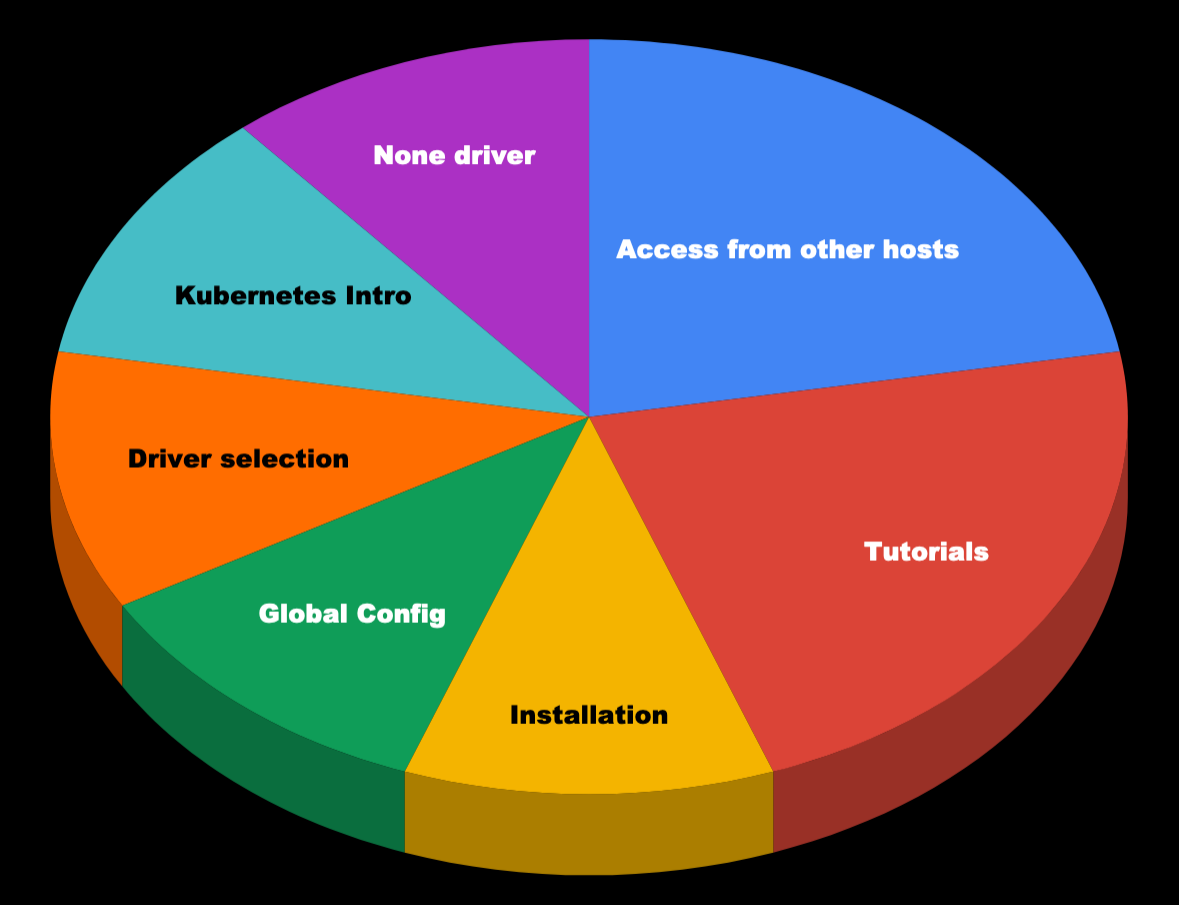 None driver
Access from other hosts
Kubernetes Intro
Driver selection
Tutorials
Global Config
Installation